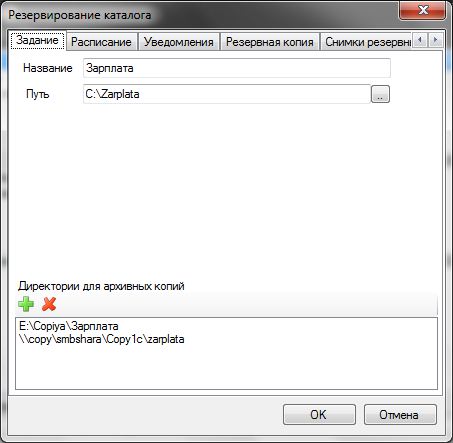 Резервирование каталога
Задание Расписание Уведомления Резервная копия Снимки резервны
Название Зарплата
Путь C:\Zarplata ..
Директории для архивных копий
E:\Copiya\Зарплата
\\copy\smbshara\Copy1c\zarplata
OK Отмена